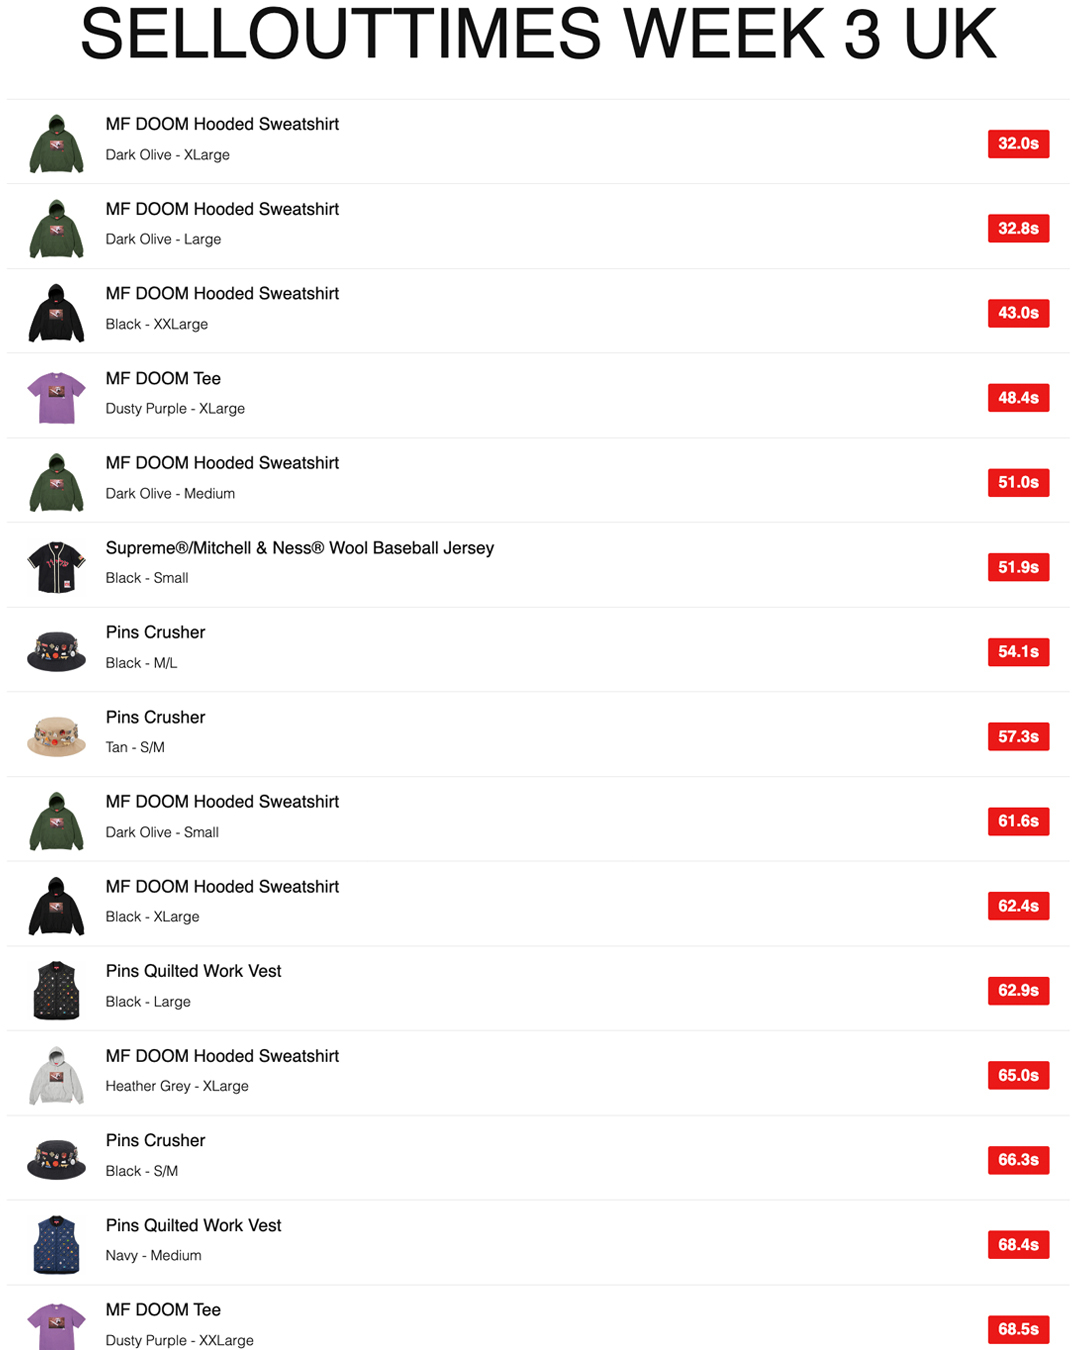 SELLOUTTIMES WEEK 3 UK
MF DOOM Hooded Sweatshirt
Dark Olive - XLarge
32.0s
MF DOOM Hooded Sweatshirt
Dark Olive - Large
32.8s
MF DOOM Hooded Sweatshirt
Black - XXLarge
43.0s
MF DOOM Tee
Dusty Purple - XLarge
48.4s
MF DOOM Hooded Sweatshirt
Dark Olive - Medium
51.0s
Supreme®/Mitchell & Ness® Wool Baseball Jersey
Black - Small
51.9s
Pins Crusher
Black - M/L
54.1s
Pins Crusher
Tan - S/M
57.3s
MF DOOM Hooded Sweatshirt
Dark Olive - Small
61.6s
MF DOOM Hooded Sweatshirt
Black - XLarge
62.4s
Pins Quilted Work Vest
Black - Large
62.9s
MF DOOM Hooded Sweatshirt
Heather Grey - XLarge
65.0s
Pins Crusher
Black - S/M
66.3s
Pins Quilted Work Vest
Navy - Medium
68.4s
MF DOOM Tee
Dusty Purple - XXLarge
68.5s